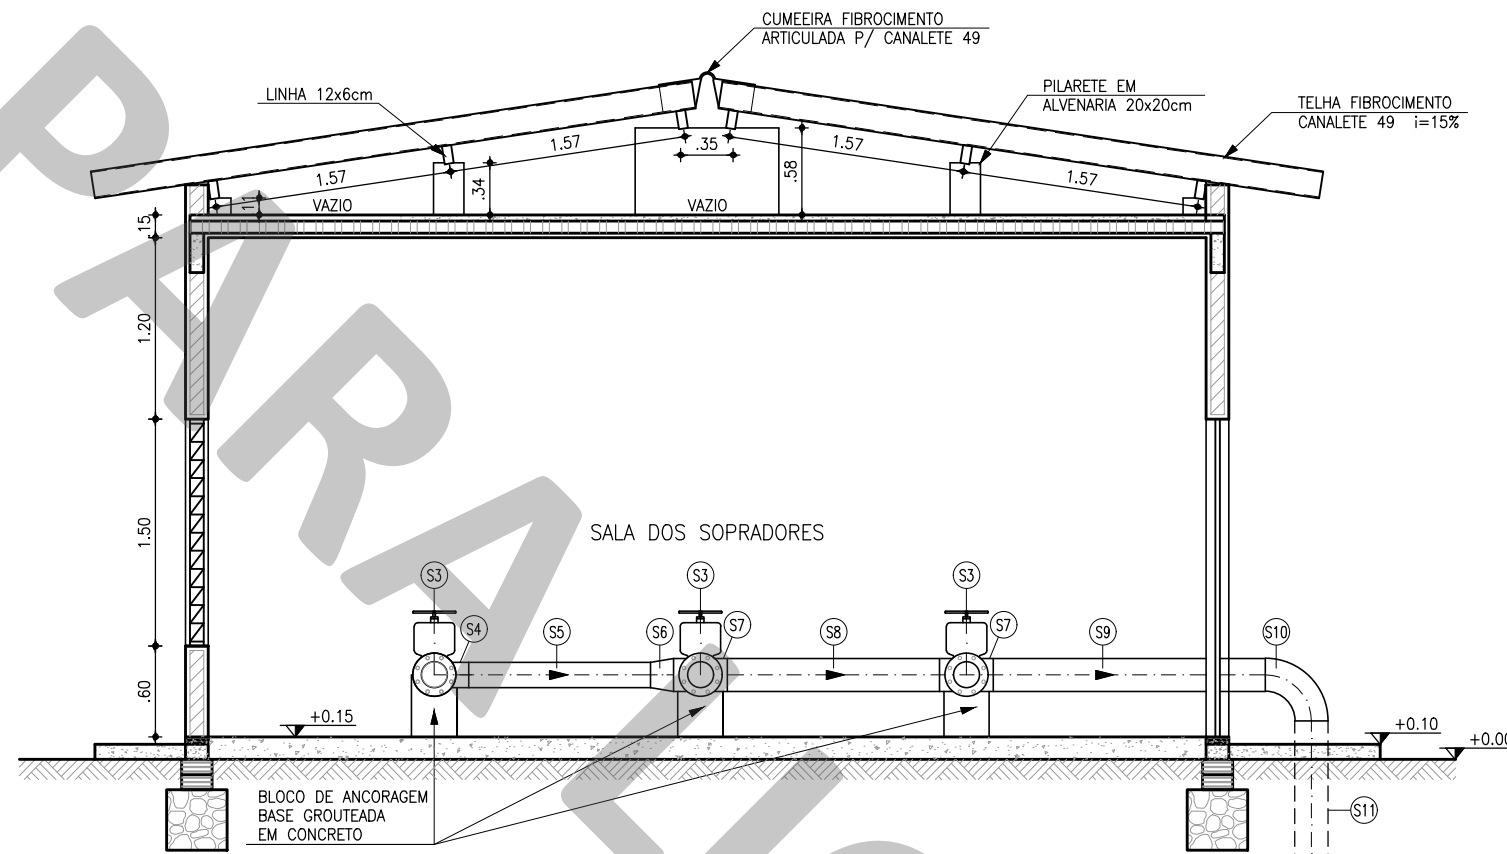 CUMEEIRA FIBROCIMENTO
ARTICULADA P/ CANALETE 49
LINHA 12x6cm
PILARETE EM
ALVENARIA 20x20cm
TELHA FIBROCIMENTO
CANALETE 49 i=15%
1.57
.35
1.57
1.57
.34
.58
1.57
.11
VAZIO
VAZIO
.15
1.20
1.50
.60
SALA DOS SOPRADORES
S3
S3
S3
S4
S5
S6
S7
S8
S7
S9
S10
+0.15
+0.10
+0.00
BLOCO DE ANCORAGEM
BASE GROUTEADA
EM CONCRETO
S11